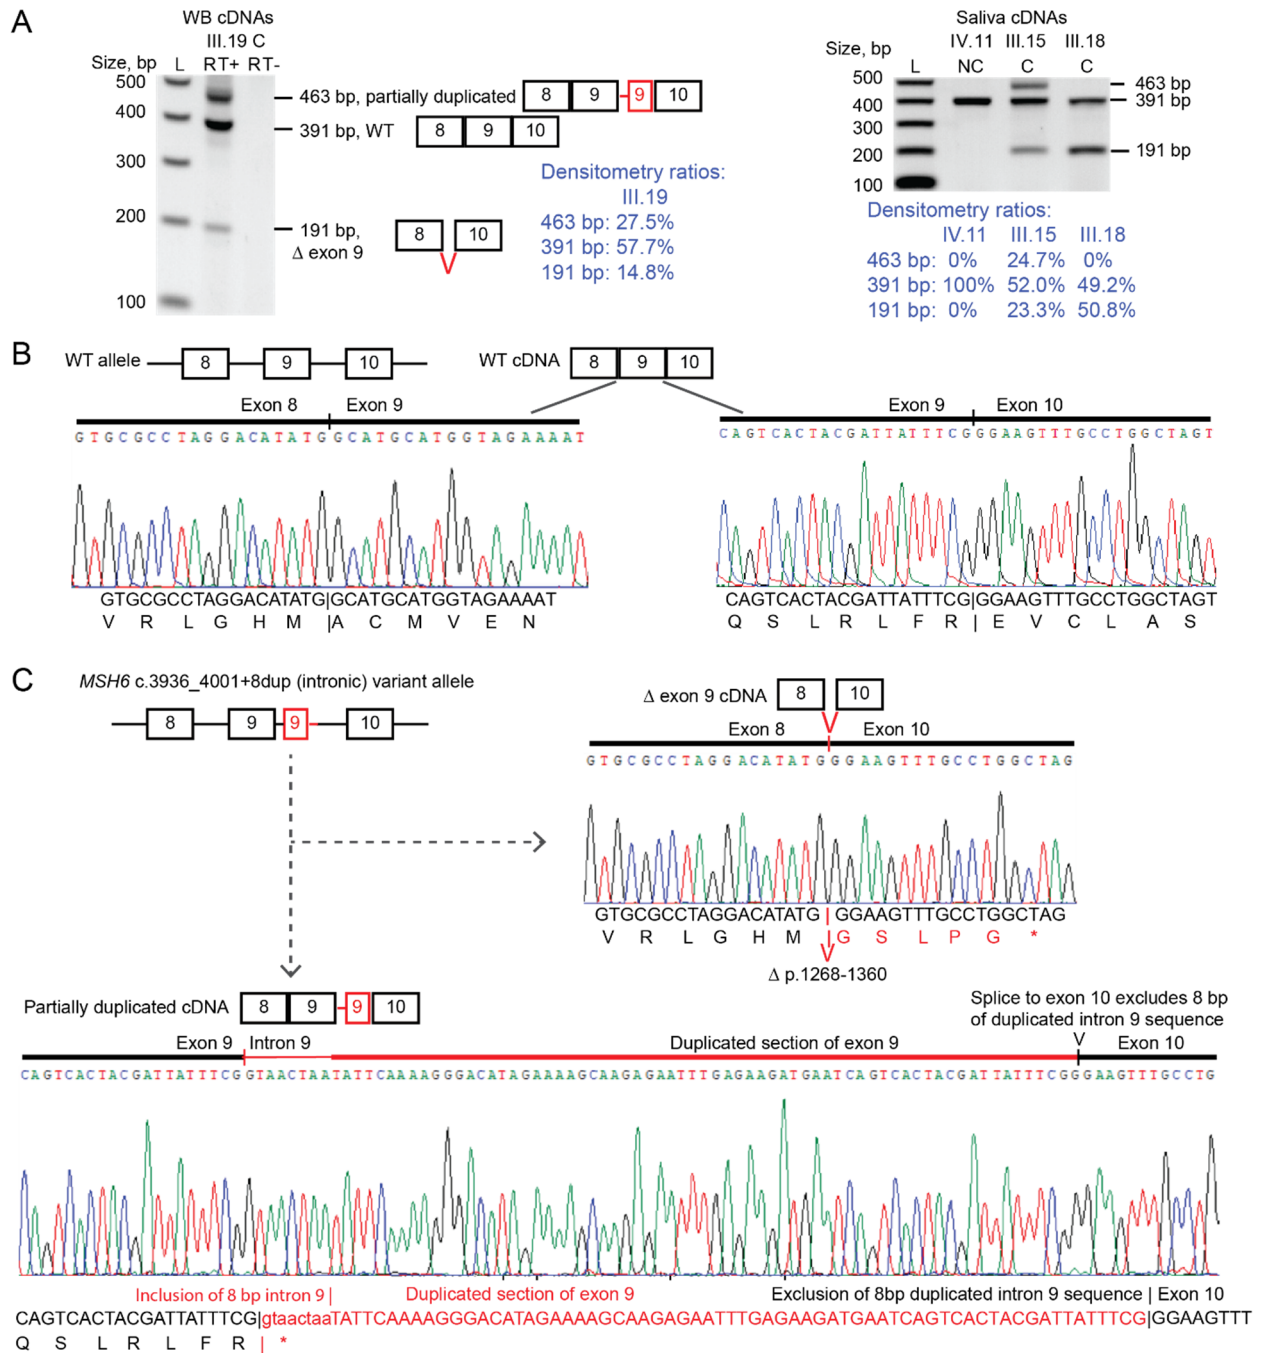 A
WB cDNAs
III.19 C
Size, bp L RT+ RT-
500
400
300
200
100
463 bp, partially duplicated
8 9 9 10
391 bp, WT
8 9 10
191 bp,
Δ exon 9
8 10
Densitometry ratios:
III.19
463 bp: 27.5%
391 bp: 57.7%
191 bp: 14.8%
Saliva cDNAs
IV.11 III.15 III.18
Size, bp L NC C C
500
400
300
200
100
463 bp
391 bp
191 bp
Densitometry ratios:
IV.11 III.15 III.18
463 bp: 0% 24.7% 0%
391 bp: 100% 52.0% 49.2%
191 bp: 0% 23.3% 50.8%
B
WT allele 8 9 10
WT cDNA 8 9 10
Exon 8 Exon 9
GTGCGCCTAGGACATATGGCATGCATGGTAGAAAAT
GTGCGCCTAGGACATATG|GCATGCATGGTAGAAAAT
V R L G H M |A C M V E N
Exon 9 Exon 10
CAGTCACTACGATTATTTCGGGAAGTTTGCCTGGCTAGT
CAGTCACTACGATTATTTCG|GGAAGTTTGCCTGGCTAGT
Q S L R L F R | E V C L A S
C
MSH6 c.3936_4001+8dup (intronic) variant allele
8 9 9 10
Δ exon 9 cDNA 8 10
Exon 8 Exon 10
GTGCGCCTAGGACATATGGGAAGTTTGCCTGGCTAG
GTGCGCCTAGGACATATG | GGAAGTTTGCCTGGCTAG
V R L G H M | G S L P G *
Δ p.1268-1360
Partially duplicated cDNA 8 9 9 10
Splice to exon 10 excludes 8 bp
of duplicated intron 9 sequence
V
Exon 9 Intron 9 Duplicated section of exon 9 Exon 10
CAGTCACTACGATTATTTCGGTAACTAATATTCAAAAGGGACATAGAAAAGCAAGAGAATTTGAGAAGATGAATCAGTCACTACGATTATTTCGGGAAGTTTGCCTG
Inclusion of 8 bp intron 9 | Duplicated section of exon 9 Exclusion of 8bp duplicated intron 9 sequence | Exon 10
CAGTCACTACGATTATTTCG|gtaactaaTATTCAAAAGGGACATAGAAAAGCAAGAGAATTTGAGAAGATGAATCAGTCACTACGATTATTTCG|GGAAGTTT
Q S L R L F R | *